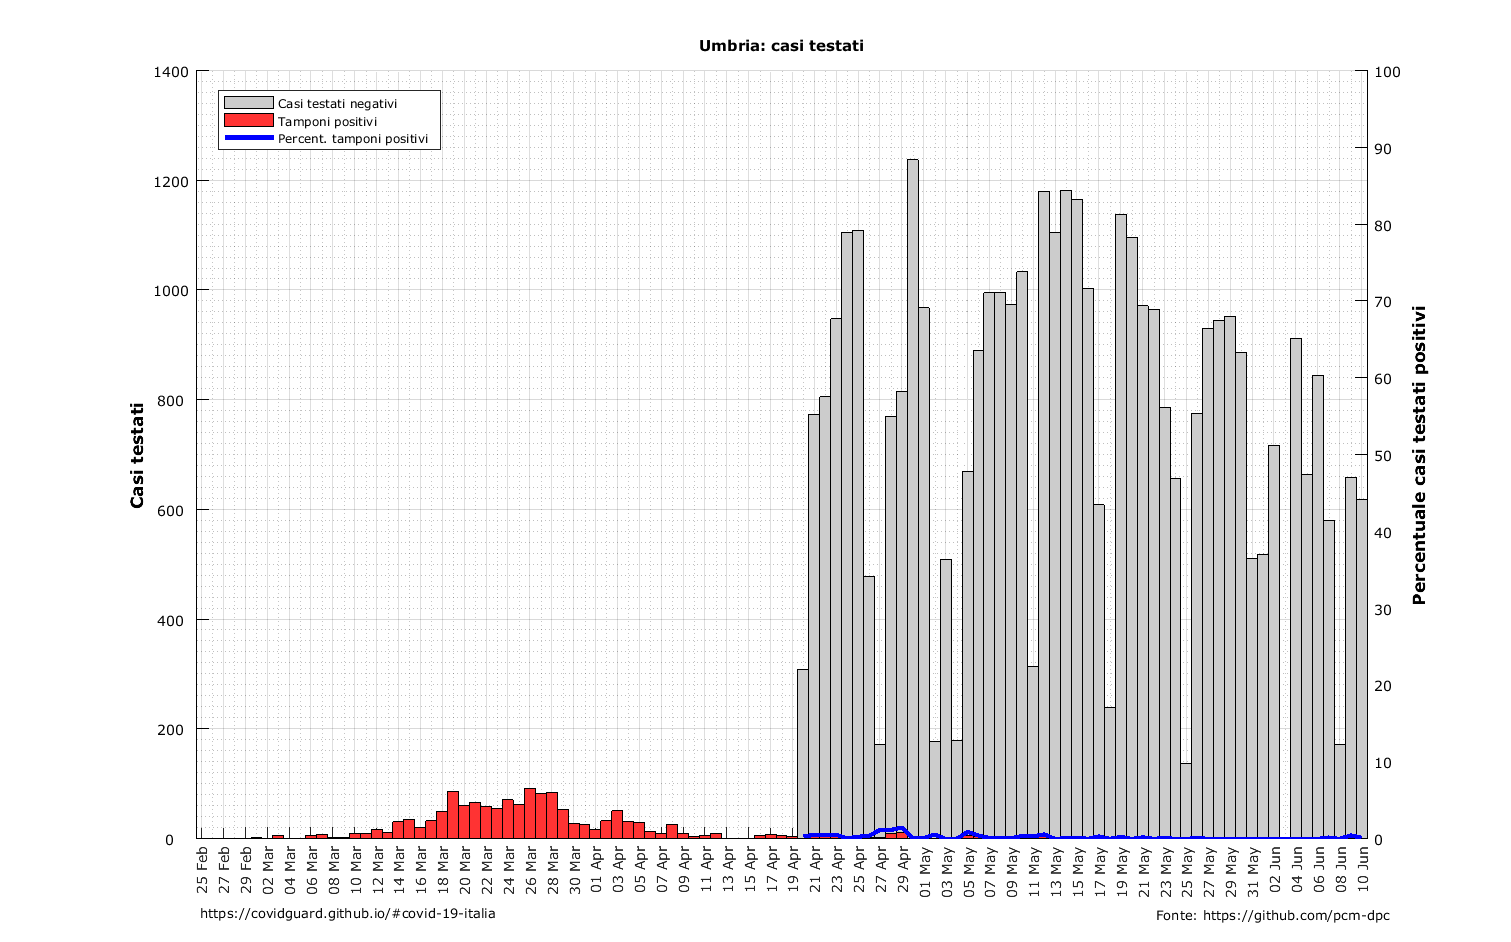 Umbria: casi testati
Casi testati negativi
Tamponi positivi
Percent. tamponi positivi
1400
1200
1000
800
600
400
200
0
Casi testati
100
90
80
70
60
50
40
30
20
10
0
Percentuale casi testati positivi
25 Feb
27 Feb
29 Feb
02 Mar
04 Mar
06 Mar
08 Mar
10 Mar
12 Mar
14 Mar
16 Mar
18 Mar
20 Mar
22 Mar
24 Mar
26 Mar
28 Mar
30 Mar
01 Apr
03 Apr
05 Apr
07 Apr
09 Apr
11 Apr
13 Apr
15 Apr
17 Apr
19 Apr
21 Apr
23 Apr
25 Apr
27 Apr
29 Apr
01 May
03 May
05 May
07 May
09 May
11 May
13 May
15 May
17 May
19 May
21 May
23 May
25 May
27 May
29 May
31 May
02 Jun
04 Jun
06 Jun
08 Jun
10 Jun
https://covidguard.github.io/#covid-19-italia
Fonte: https://github.com/pcm-dpc